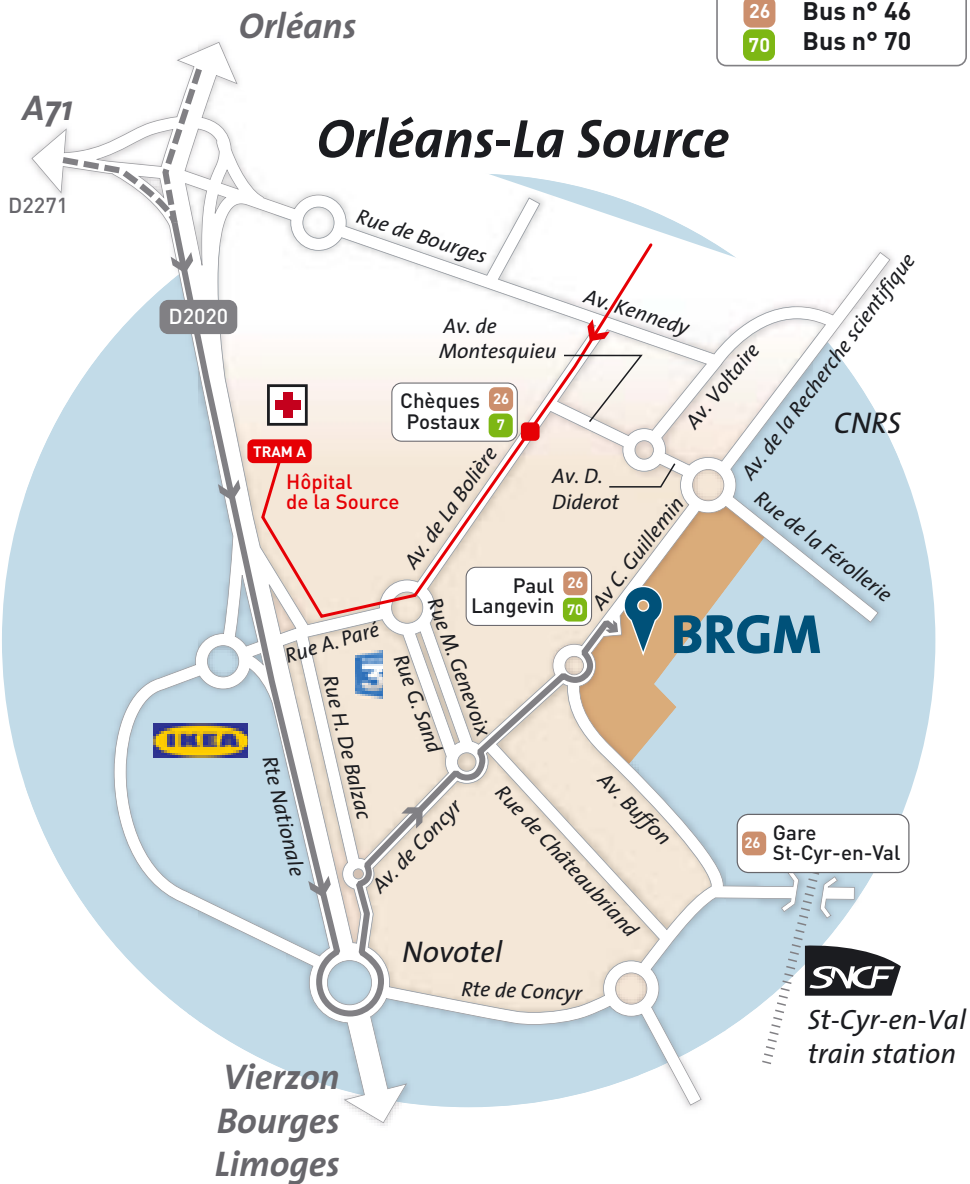 26 Bus n° 46
70 Bus n° 70
Orléans
A71
D2271
Orléans-La Source
Rue de Bourges
Av. Kennedy
Av. de
Montesquieu
Av. Voltaire
Av. de la Recherche scientifique
CNRS
D2020
Chèques 26
Postaux 7
TRAM A
Hôpital
de la Source
Av. de La Bolière
Av. D.
Diderot
Rue de la Férollerie
Av C. Guillemin
Paul 26
Langevin 70
BRGM
Rue A. Paré
3
Rue M. Genevoix
Rue G. Sand
Rue H. De Balzac
IKEA
Rte Nationale
Av. de Concyr
Rue de Châteaubriand
Av. Buffon
26 Gare
St-Cyr-en-Val
Novotel
Rte de Concyr
SNCF
St-Cyr-en-Val
train station
Vierzon
Bourges
Limoges